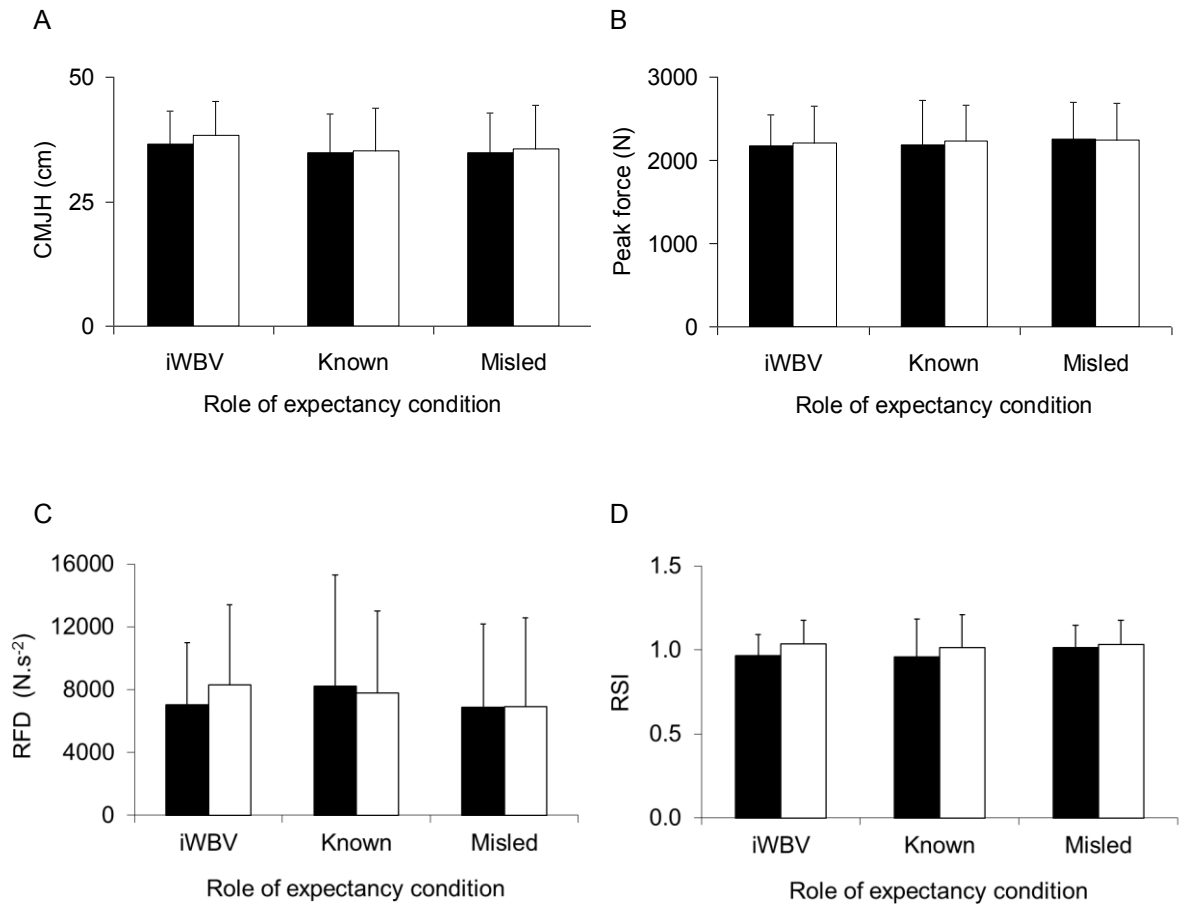 A
50
25
0
CMJH (cm)
iWBV Known Misled
Role of expectancy condition
B
3000
2000
1000
0
Peak force (N)
iWBV Known Misled
Role of expectancy condition
C
16000
12000
8000
4000
0
RFD (N.s⁻²)
iWBV Known Misled
Role of expectancy condition
D
1.5
1.0
0.5
0.0
RSI
iWBV Known Misled
Role of expectancy condition